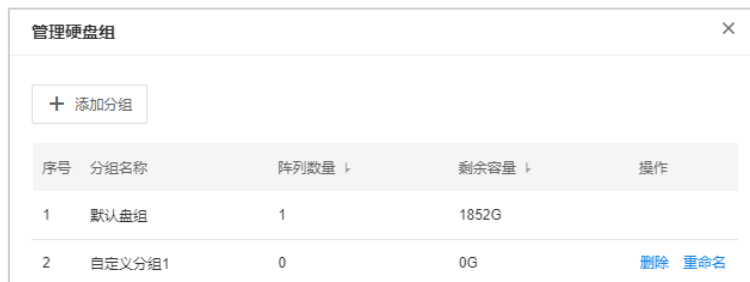 管理硬盘组
添加分组
序号 分组名称 阵列数量 剩余容量 操作
1 默认盘组 1 1852G
2 自定义分组1 0 0G 删除 重命名